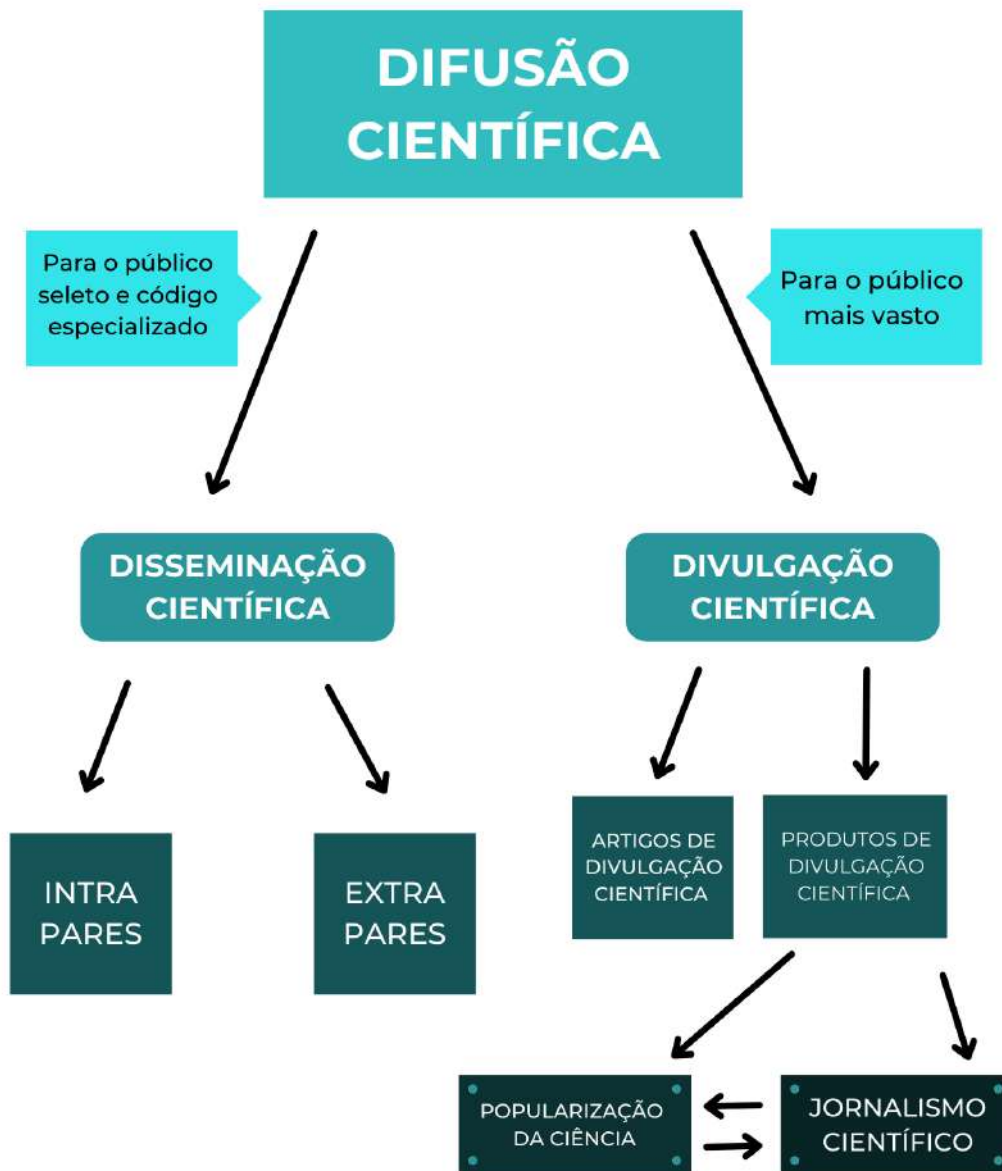 DIFUSÃO
CIENTÍFICA
Para o público
seleto e código
especializado
Para o público
mais vasto
DISSEMINAÇÃO
CIENTÍFICA
DIVULGAÇÃO
CIENTÍFICA
INTRA
PARES
EXTRA
PARES
ARTIGOS DE
DIVULGAÇÃO
CIENTÍFICA
PRODUTOS DE
DIVULGAÇÃO
CIENTÍFICA
POPULARIZAÇÃO
DA CIÊNCIA
JORNALISMO
CIENTÍFICO